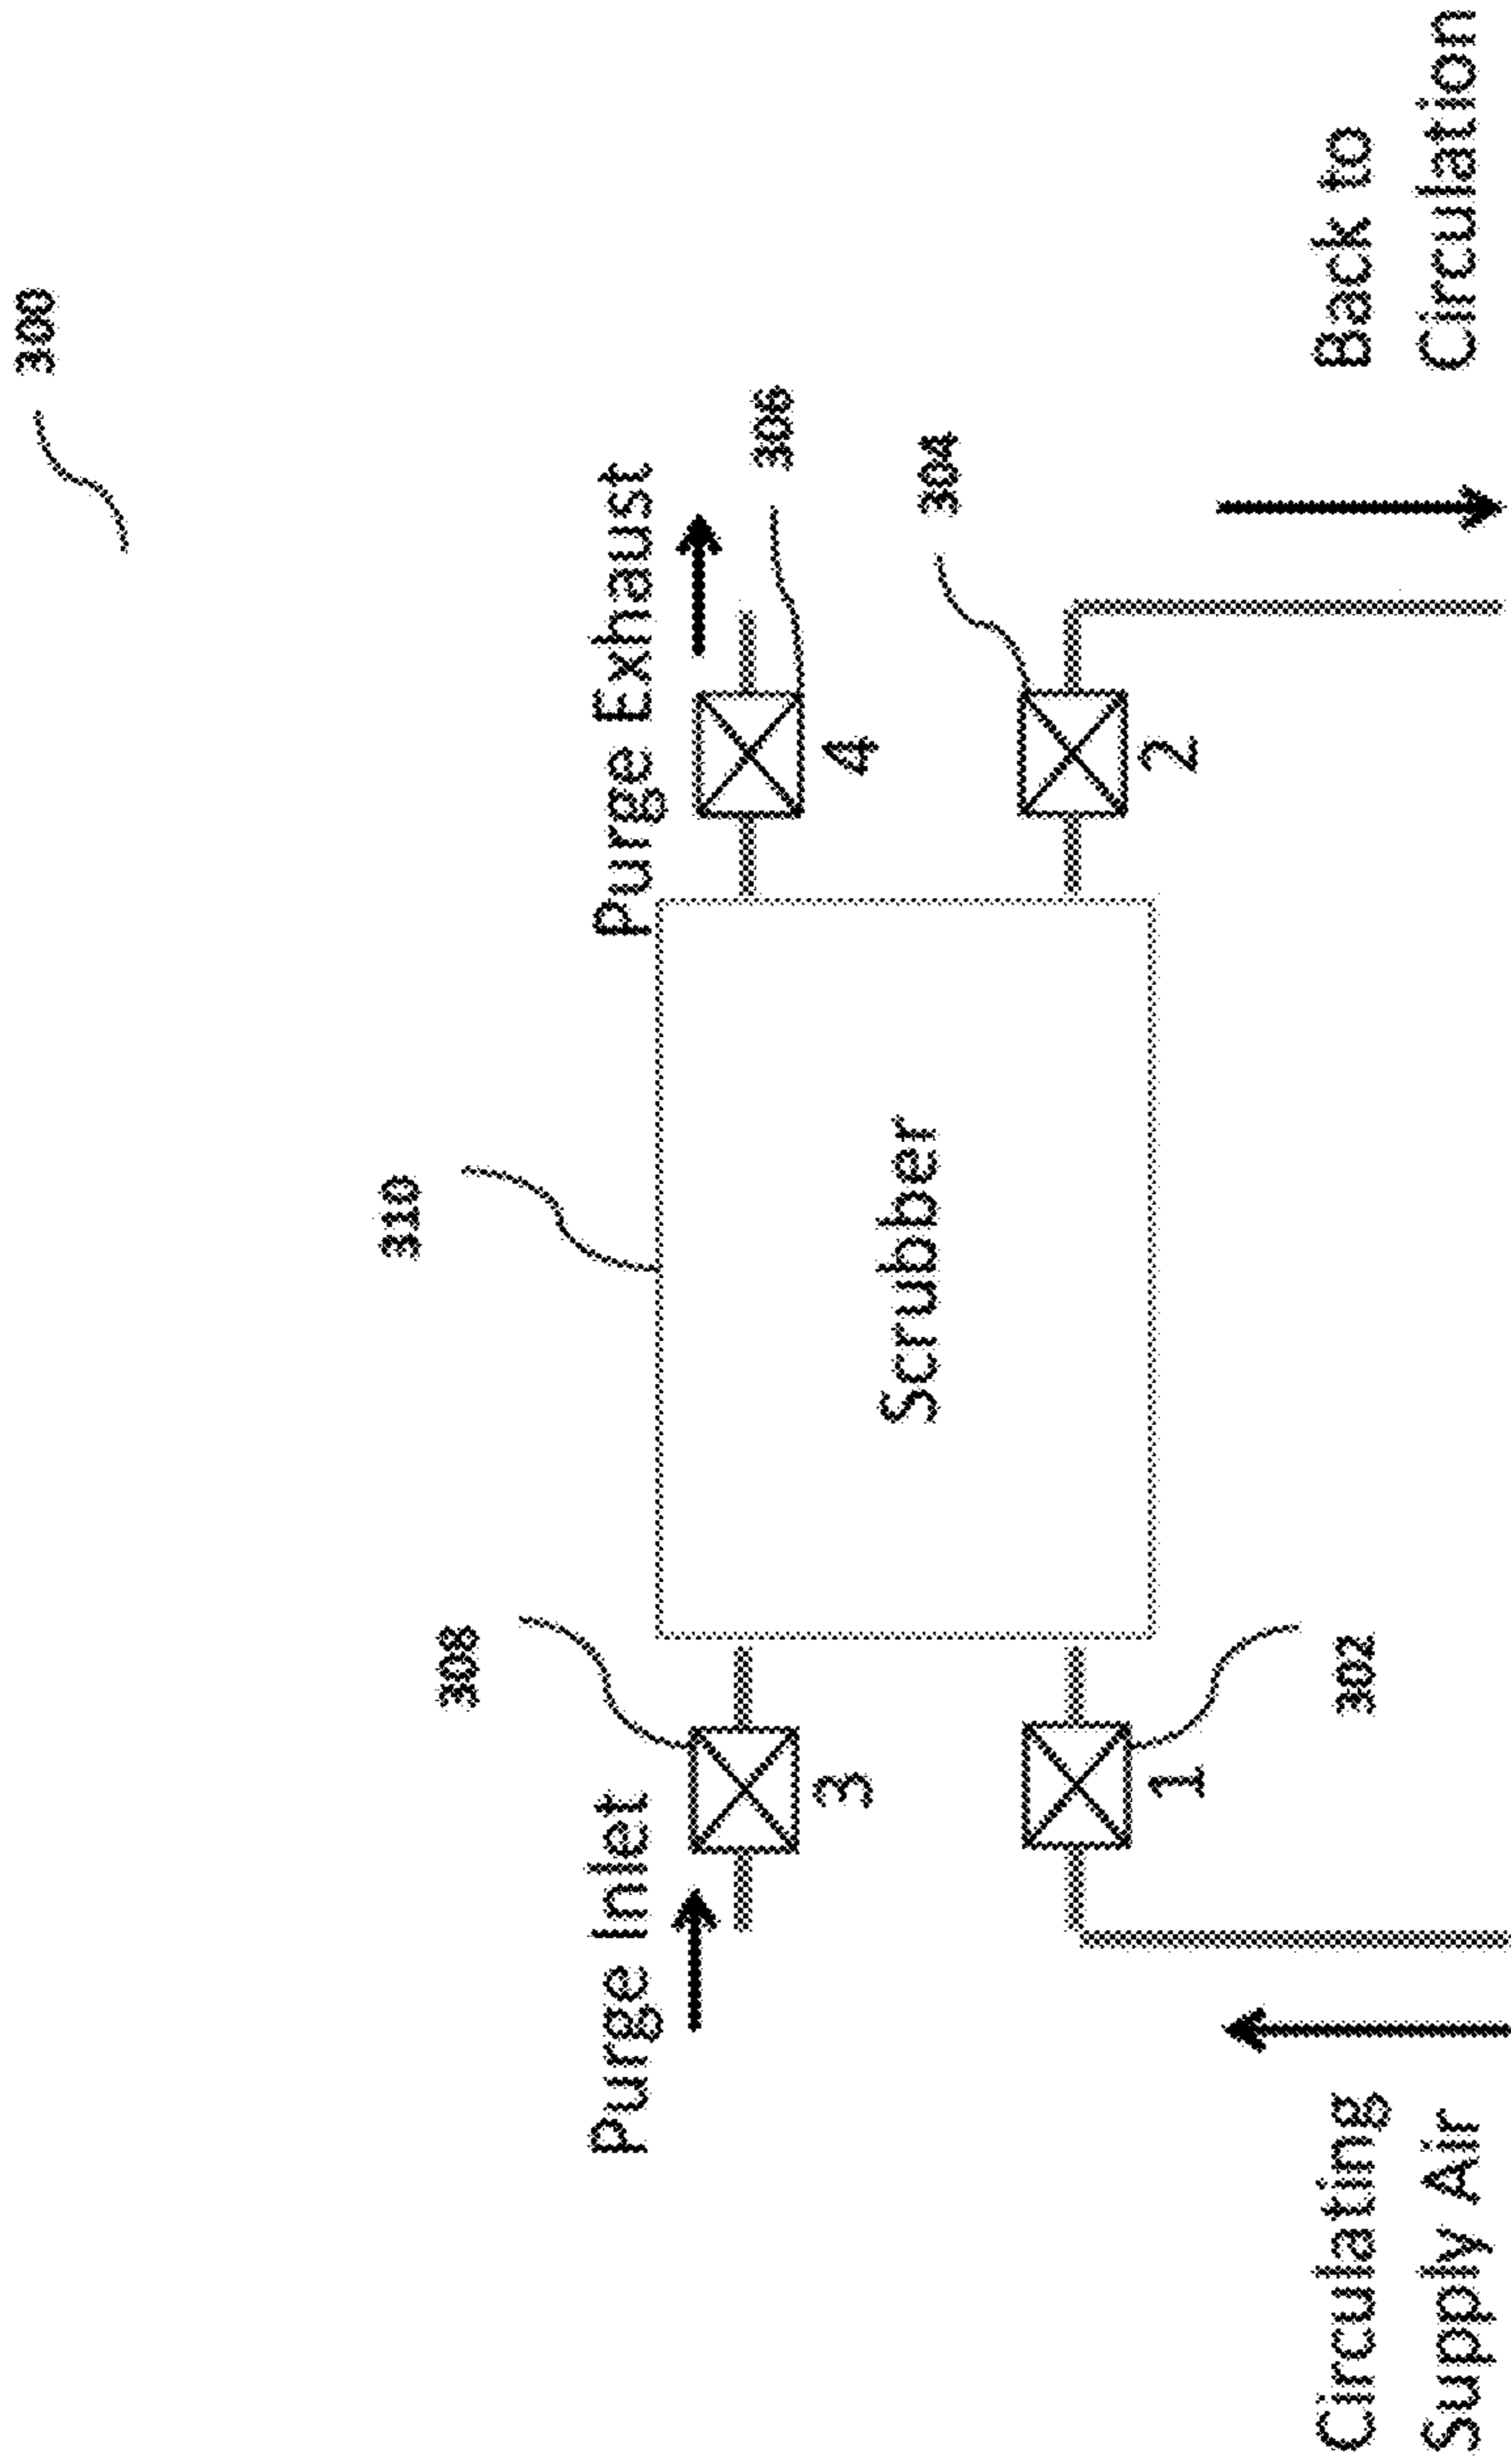 300
310
Purge Inlet
308
3
Purge Exhaust
306
4
Scrubber
304
1
2
302
Circulating
Supply Air
Back to
Circulation